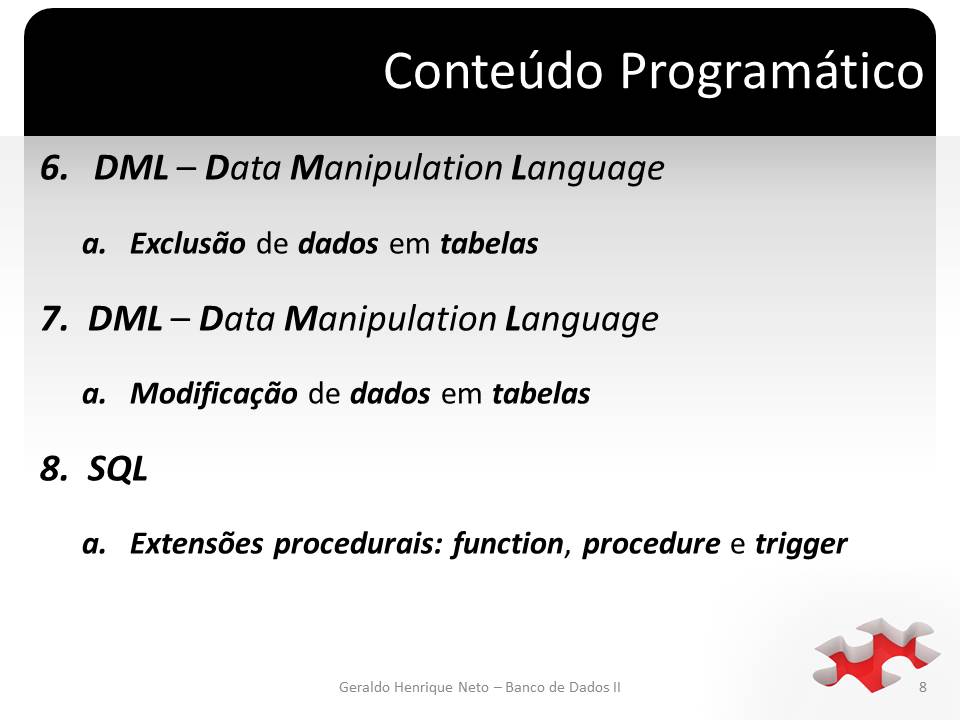 Conteúdo Programático
6. DML – Data Manipulation Language
a. Exclusão de dados em tabelas
7. DML – Data Manipulation Language
a. Modificação de dados em tabelas
8. SQL
a. Extensões procedurais: function, procedure e trigger
Geraldo Henrique Neto – Banco de Dados II
8